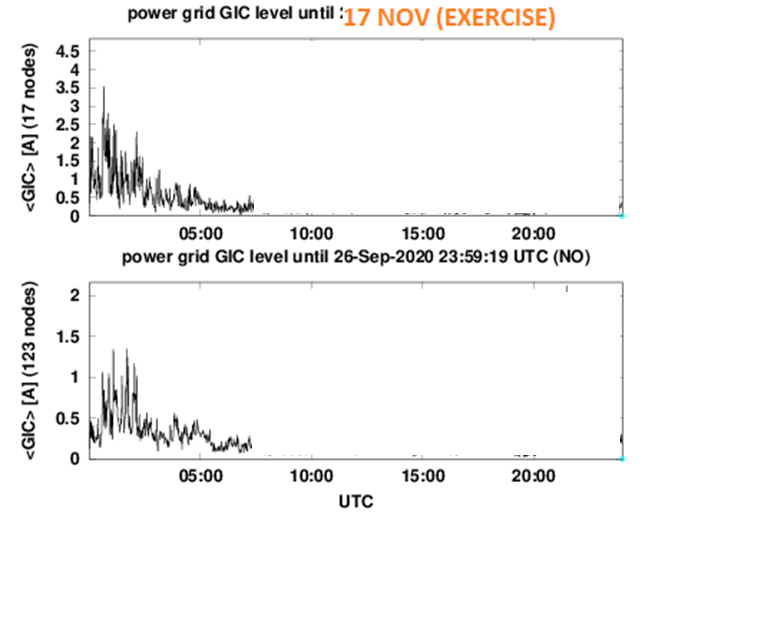 power grid GIC level until 17 NOV (EXERCISE)
<GIC> [A] (17 nodes)
4.5
4
3.5
3
2.5
2
1.5
1
0.5
0
05:00 10:00 15:00 20:00
power grid GIC level until 26-Sep-2020 23:59:19 UTC (NO)
<GIC> [A] (123 nodes)
2
1.5
1
0.5
0
05:00 10:00 15:00 20:00
UTC